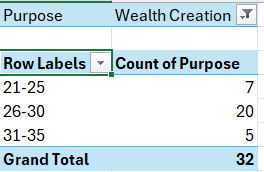 Purpose Wealth Creation
Row Labels Count of Purpose
21-25 7
26-30 20
31-35 5
Grand Total 32